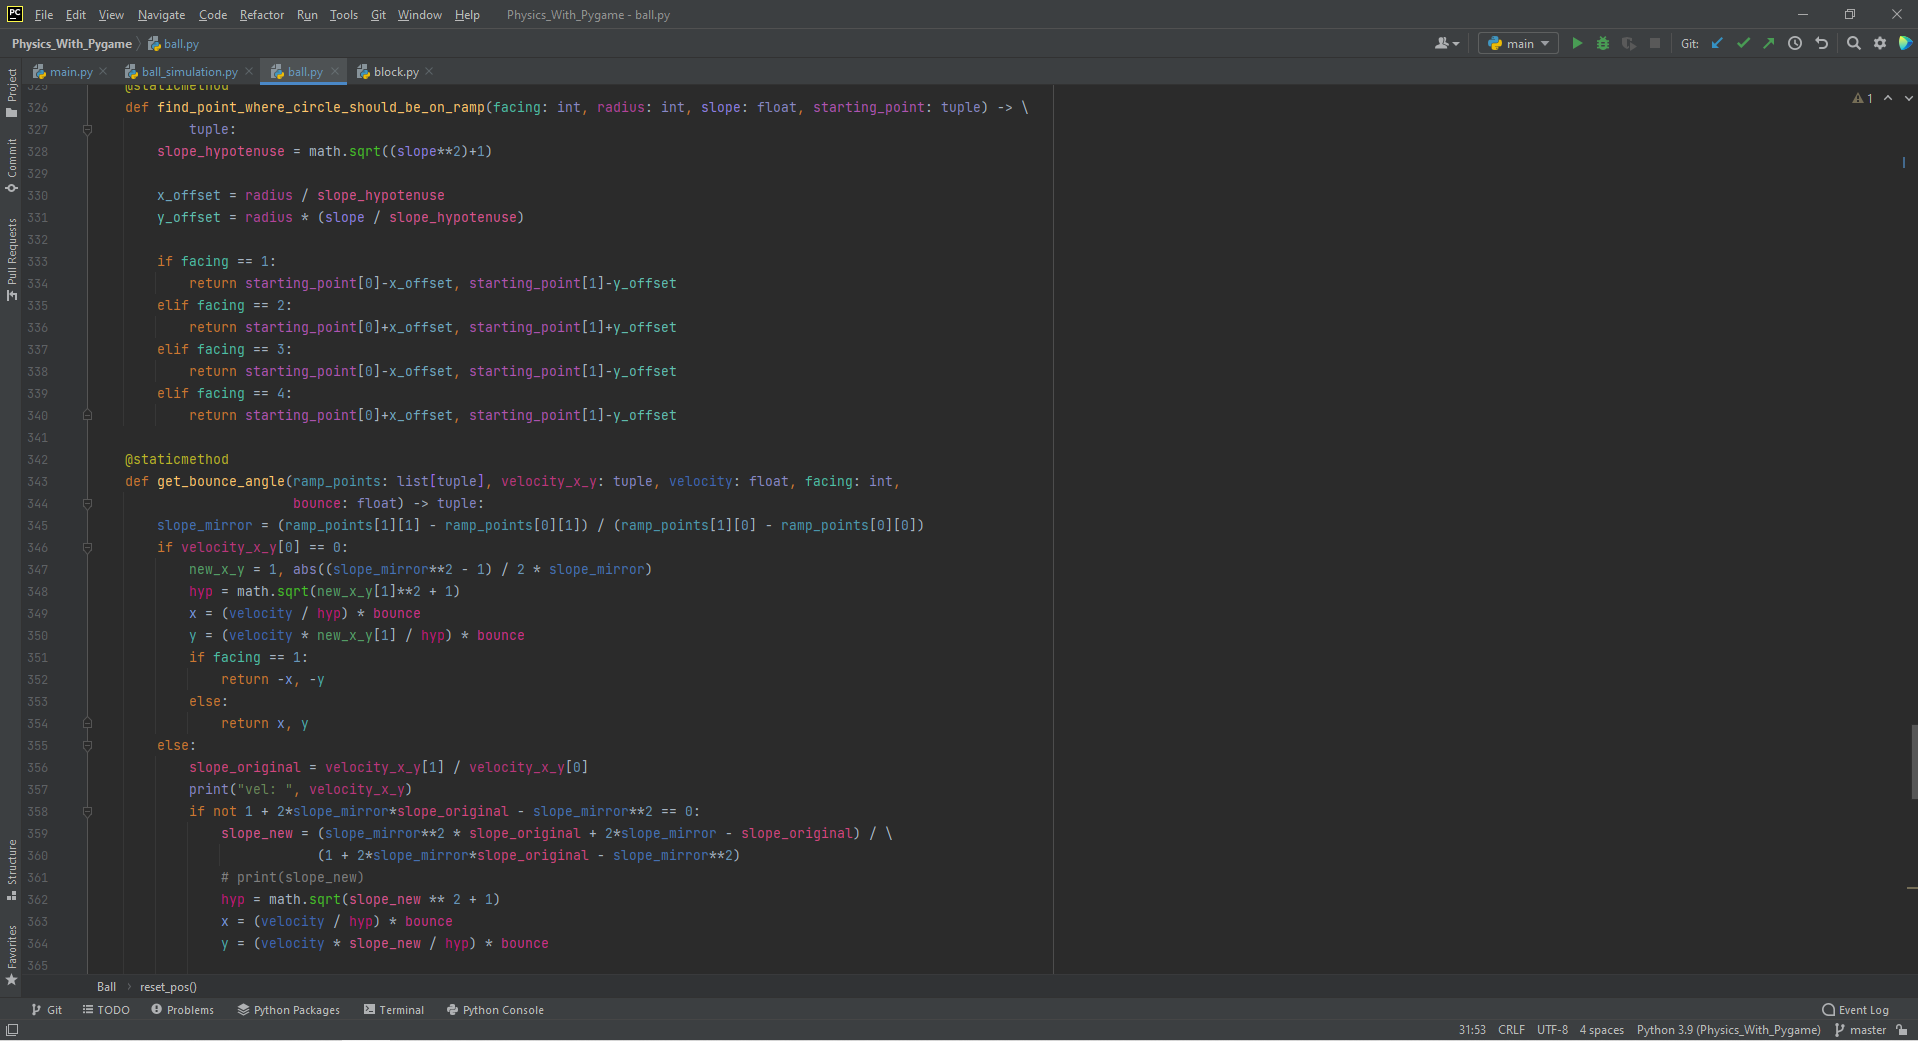 PC File Edit View Navigate Code Refactor Run Tools Git Window Help Physics_With_Pygame - ball.py
Physics_With_Pygame ball.py main Git:
main.py ball_simulation.py ball.py block.py
Project
Commit
Pull Requests
Structure
Favorites
1
325 @staticmethod
326 def find_point_where_circle_should_be_on_ramp(facing: int, radius: int, slope: float, starting_point: tuple) -> \
327 tuple:
328 slope_hypotenuse = math.sqrt((slope**2)+1)
329
330 x_offset = radius / slope_hypotenuse
331 y_offset = radius * (slope / slope_hypotenuse)
332
333 if facing == 1:
334 return starting_point[0]-x_offset, starting_point[1]-y_offset
335 elif facing == 2:
336 return starting_point[0]+x_offset, starting_point[1]+y_offset
337 elif facing == 3:
338 return starting_point[0]-x_offset, starting_point[1]-y_offset
339 elif facing == 4:
340 return starting_point[0]+x_offset, starting_point[1]-y_offset
341
342 @staticmethod
343 def get_bounce_angle(ramp_points: list[tuple], velocity_x_y: tuple, velocity: float, facing: int,
344 bounce: float) -> tuple:
345 slope_mirror = (ramp_points[1][1] - ramp_points[0][1]) / (ramp_points[1][0] - ramp_points[0][0])
346 if velocity_x_y[0] == 0:
347 new_x_y = 1, abs((slope_mirror**2 - 1) / 2 * slope_mirror)
348 hyp = math.sqrt(new_x_y[1]**2 + 1)
349 x = (velocity / hyp) * bounce
350 y = (velocity * new_x_y[1] / hyp) * bounce
351 if facing == 1:
352 return -x, -y
353 else:
354 return x, y
355 else:
356 slope_original = velocity_x_y[1] / velocity_x_y[0]
357 print("vel: ", velocity_x_y)
358 if not 1 + 2*slope_mirror*slope_original - slope_mirror**2 == 0:
359 slope_new = (slope_mirror**2 * slope_original + 2*slope_mirror - slope_original) / \
360 (1 + 2*slope_mirror*slope_original - slope_mirror**2)
361 # print(slope_new)
362 hyp = math.sqrt(slope_new ** 2 + 1)
363 x = (velocity / hyp) * bounce
364 y = (velocity * slope_new / hyp) * bounce
365
Ball reset_pos()
Git TODO Problems Python Packages Terminal Python Console Event Log
31:53 CRLF UTF-8 4 spaces Python 3.9 (Physics_With_Pygame) master